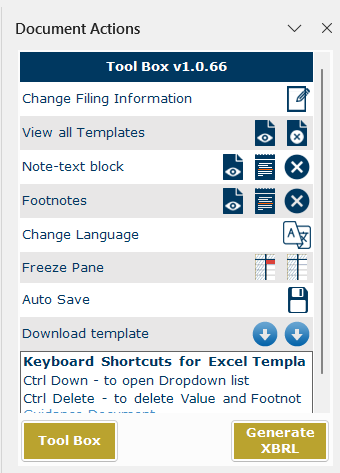 Document Actions
Tool Box v1.0.66
Change Filing Information
View all Templates
Note-text block
Footnotes
Change Language
Freeze Pane
Auto Save
Download template
Keyboard Shortcuts for Excel Templa
Ctrl Down - to open Dropdown list
Ctrl Delete - to delete Value and Footnot
Guidance Document
Tool Box
Generate
XBRL